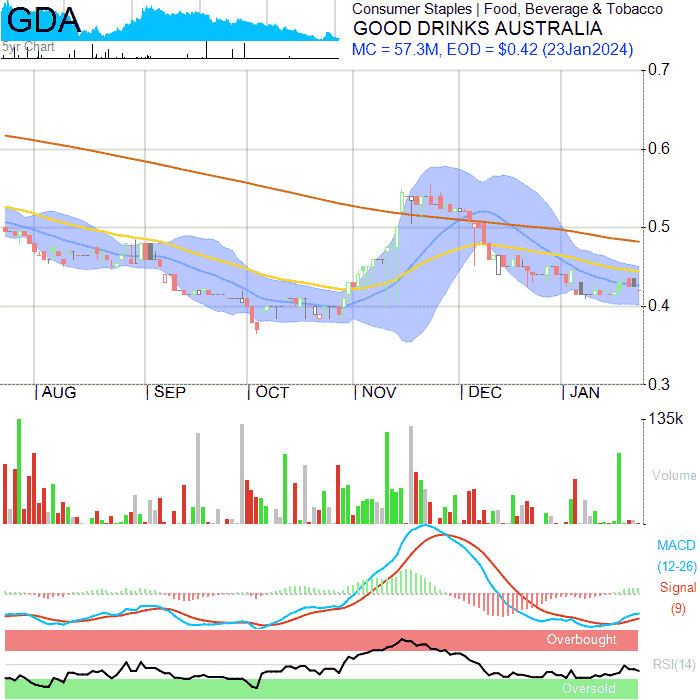 GDA
5yr Chart
Consumer Staples | Food, Beverage & Tobacco
GOOD DRINKS AUSTRALIA
MC = 57.3M, EOD = $0.42 (23Jan2024)
0.7
0.6
0.5
0.4
0.3
| AUG | SEP | OCT | NOV | DEC | JAN
135k
Volume
MACD
(12-26)
Signal
(9)
Overbought
RSI(14)
Oversold